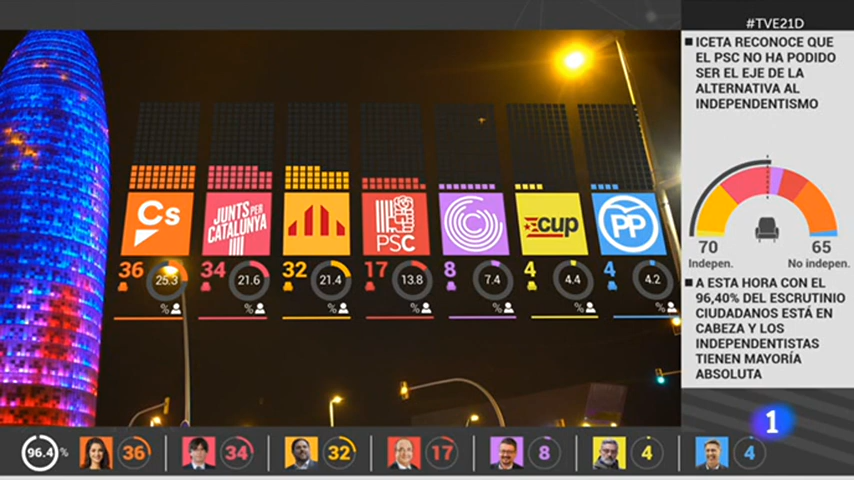 #TVE21D
ICETA RECONOCE QUE
EL PSC NO HA PODIDO
SER EL EJE DE LA
ALTERNATIVA AL
INDEPENDENTISMO
70
65
Indepen.
No indepen.
A ESTA HORA CON EL
96,40% DEL ESCRUTINIO
CIUDADANOS ESTÁ EN
CABEZA Y LOS
INDEPENDENTISTAS
TIENEN MAYORÍA
ABSOLUTA
Cs
JUNTS PER
CATALUNYA
PSC
cup
PP
36 25.3 34 21.6 32 21.4 17 13.8 8 7.4 4 4.4 4 4.2
% % % % % % %
1
96.4% 36 34 32 17 8 4 4